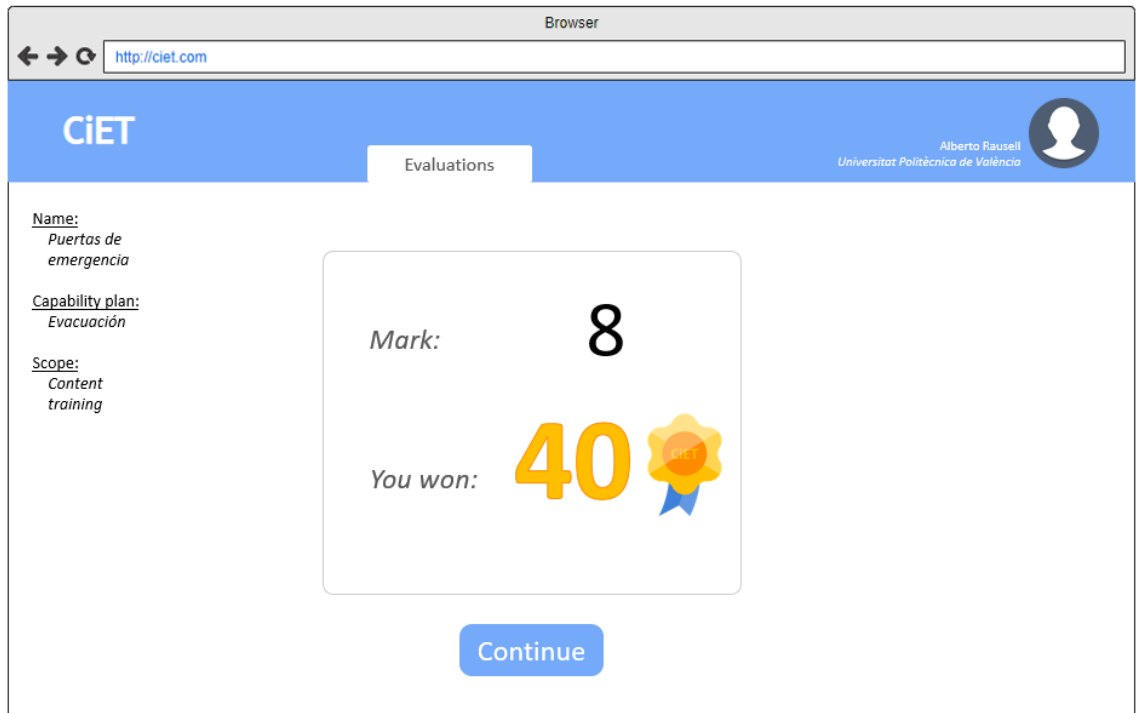 Browser
http://ciet.com
CiET
Evaluations
Alberto Rausell
Universitat Politècnica de València
Name:
Puertas de
emergencia
Capability plan:
Evacuación
Scope:
Content
training
Mark:
8
You won:
40
CiET
Continue